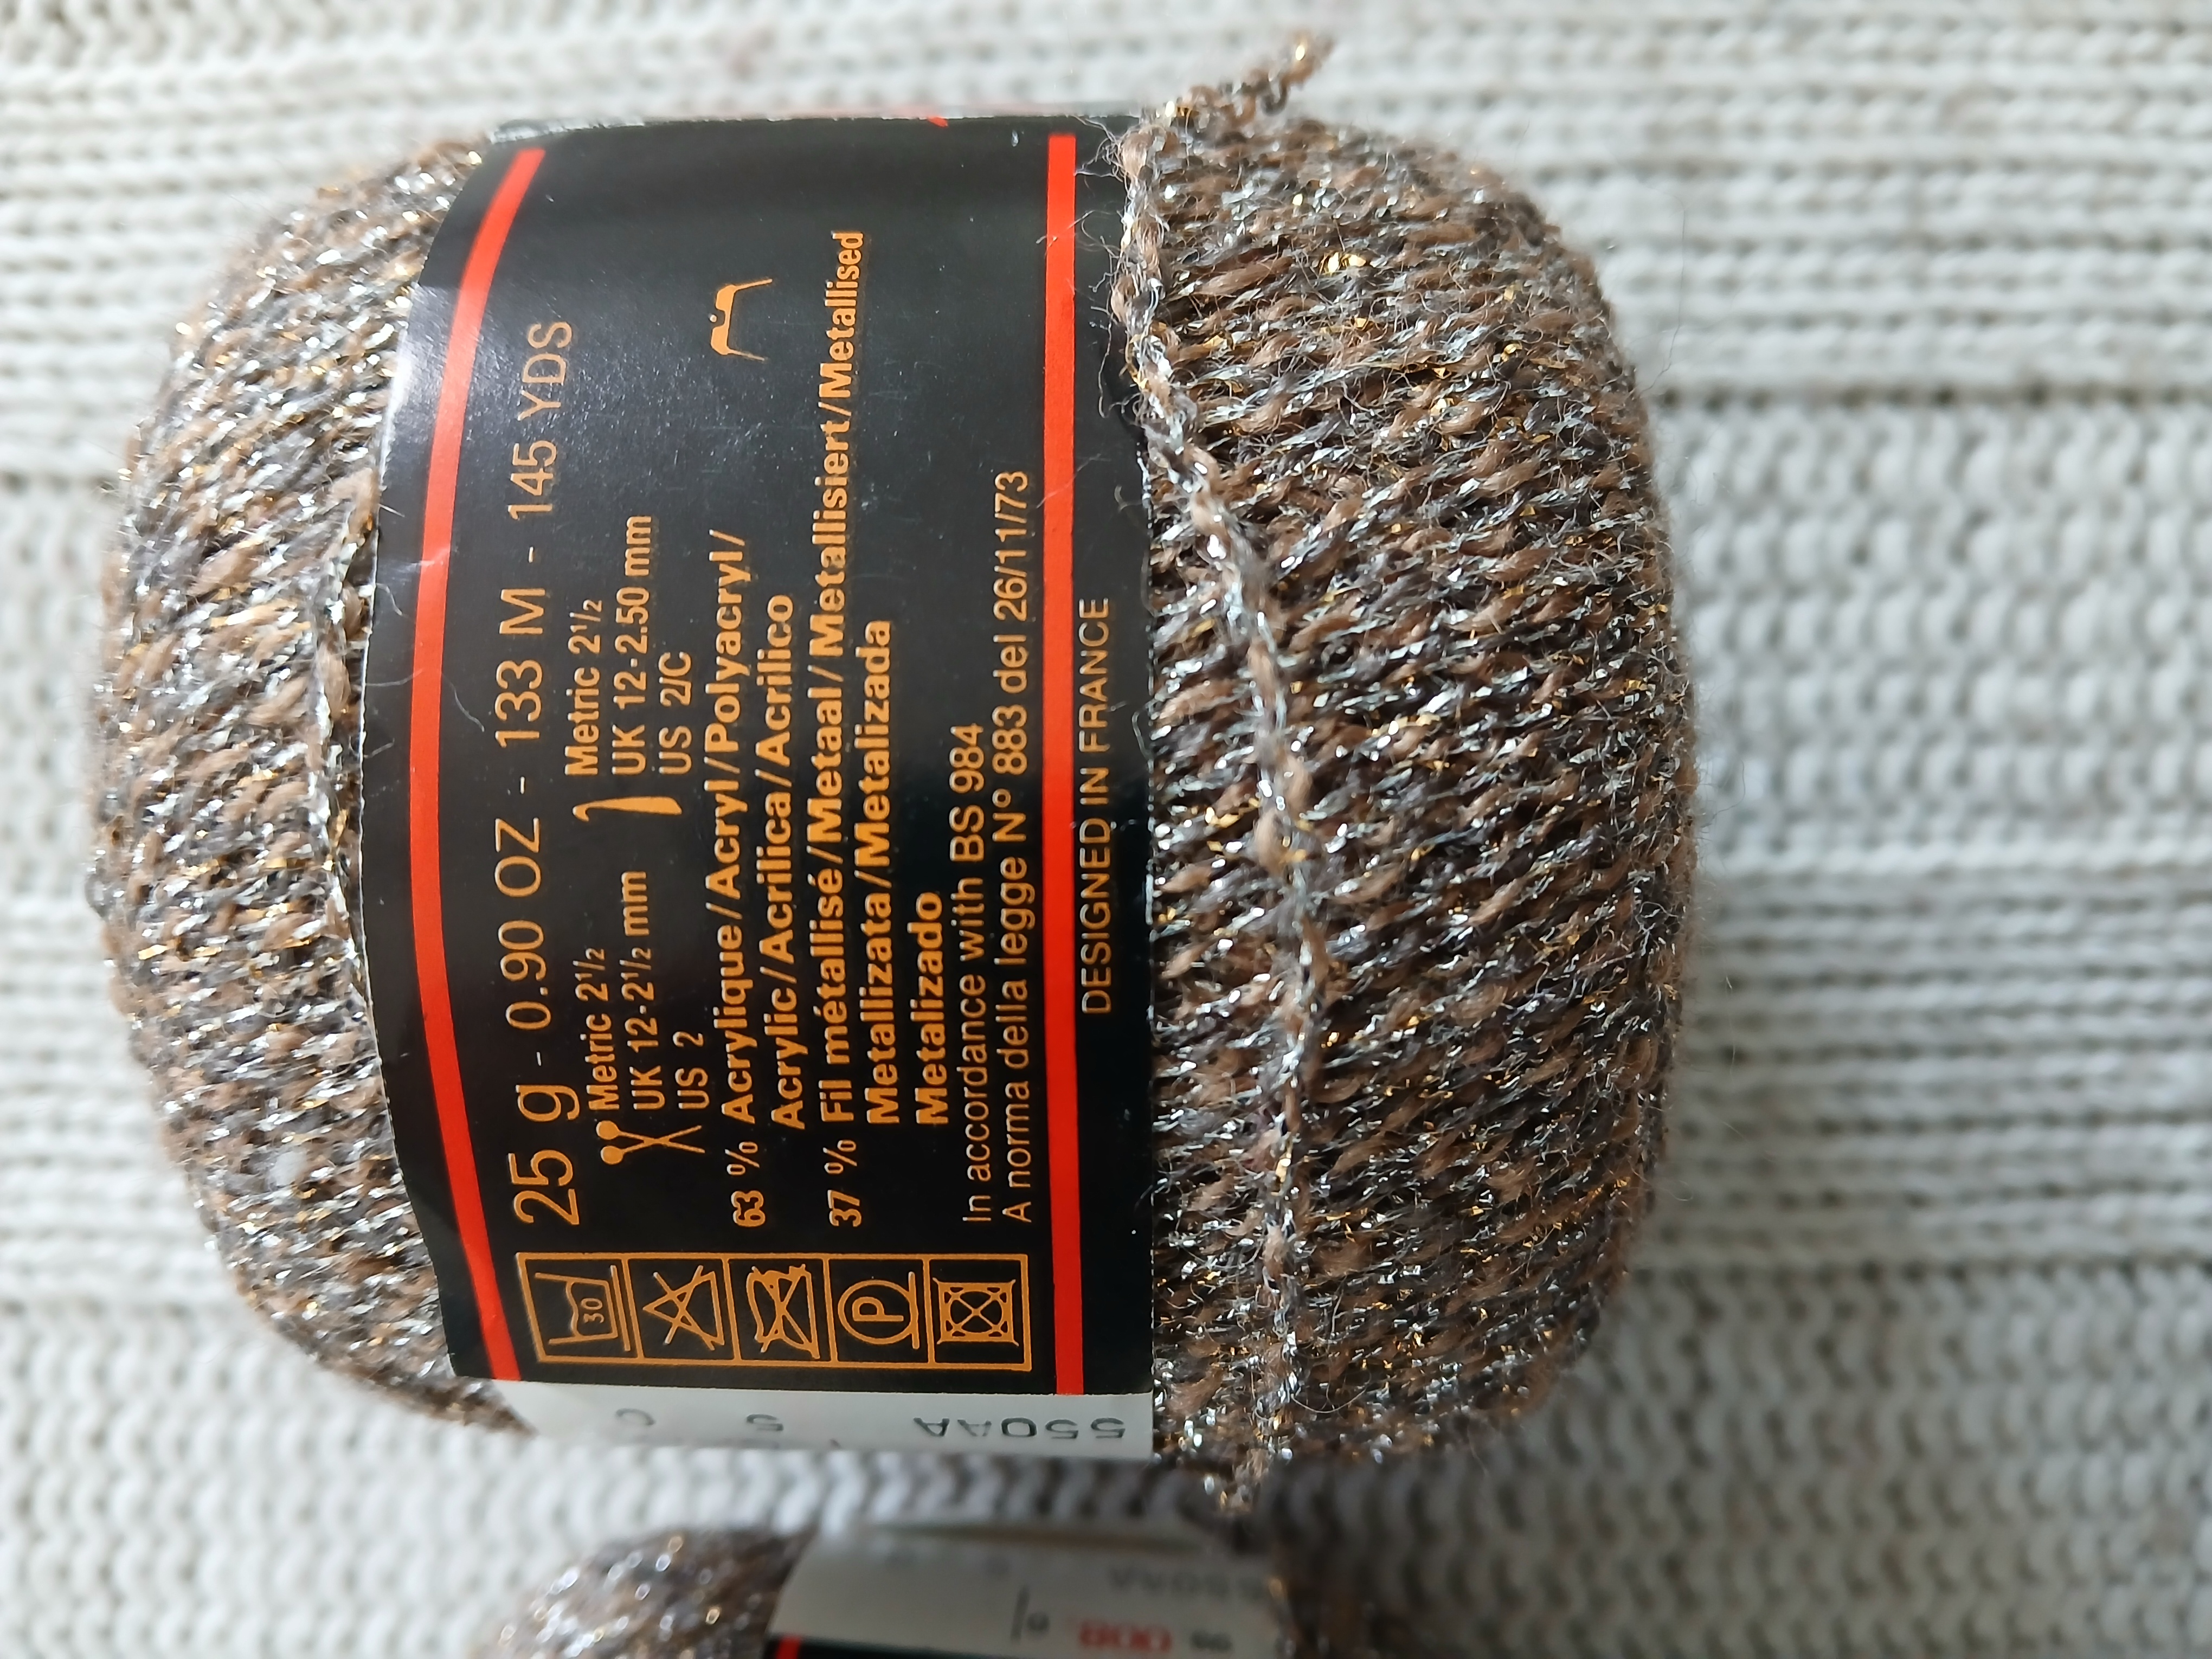 25 g - 0.90 OZ - 133 M - 145 YDS
Metric 2½
UK 12-2½ mm
US 2
Metric 2½
UK 12-2.50 mm
US 2/C
63 % Acrylique/Acryl/Polyacryl/
Acrylic/Acrilica/Acrilico
37 % Fil métallisé/Metaal/Metallisiert/Metallised
Metallizzata/Metalizada
Metalizado
In accordance with BS 984
A norma della legge Nº 883 del 26/11/73
DESIGNED IN FRANCE
30
P
550AA
5
C
008